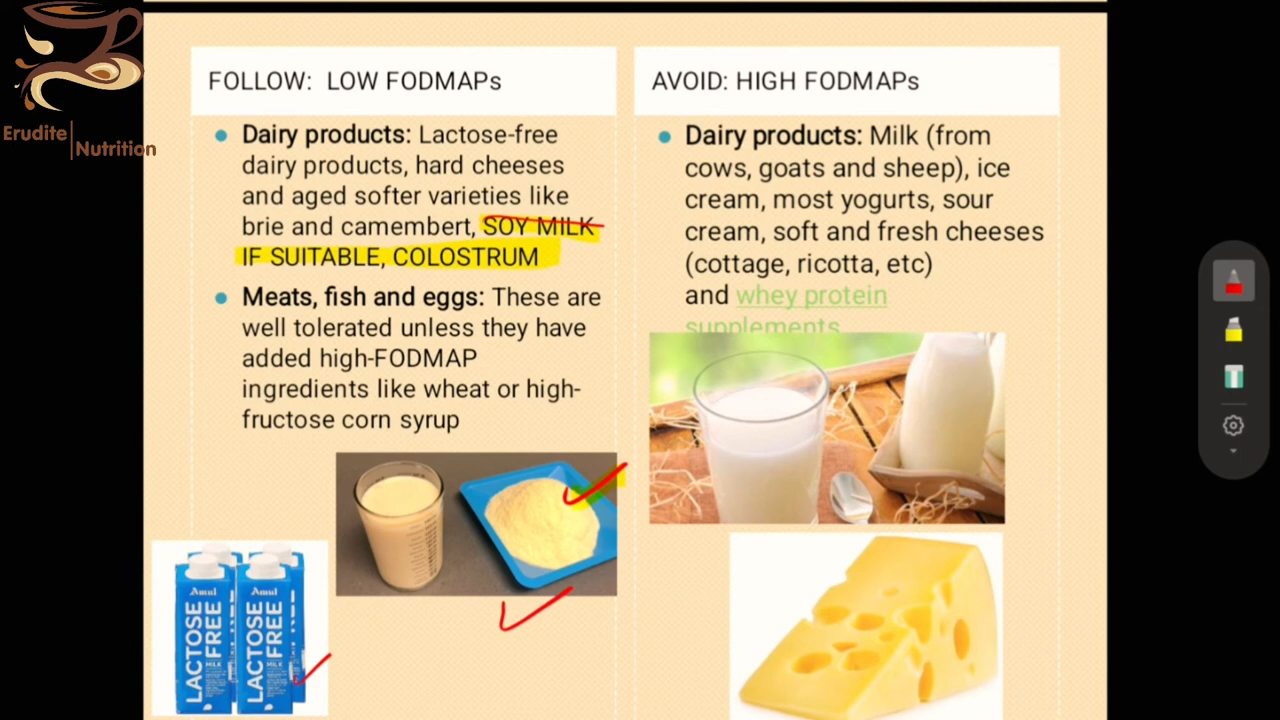 Erudite
Nutrition
FOLLOW: LOW FODMAPs
Dairy products: Lactose-free
dairy products, hard cheeses
and aged softer varieties like
brie and camembert, SOY MILK
IF SUITABLE, COLOSTRUM
Meats, fish and eggs: These are
well tolerated unless they have
added high-FODMAP
ingredients like wheat or high-
fructose corn syrup
Amul
LACTOSE
FREE
MILK
Amul
LACTOSE
FREE
MILK
AVOID: HIGH FODMAPs
Dairy products: Milk (from
cows, goats and sheep), ice
cream, most yogurts, sour
cream, soft and fresh cheeses
(cottage, ricotta, etc)
and whey protein
supplements